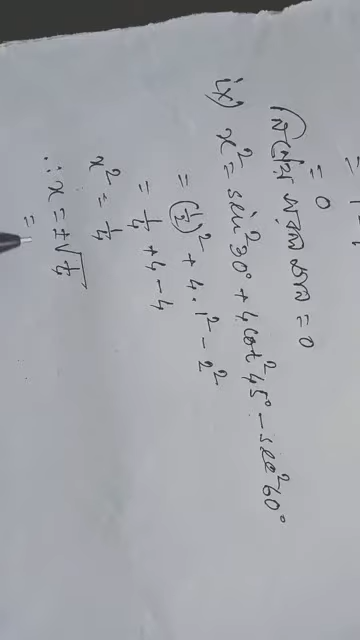 = 0
নির্ণেয় সরল মান = 0
ix) x² = sin²30° + 4cot²45° - sec²60°
= (1/2)² + 4·1² - 2²
= 1/4 + 4 - 4
x² = 1/4
∴ x = ±√1/4
=